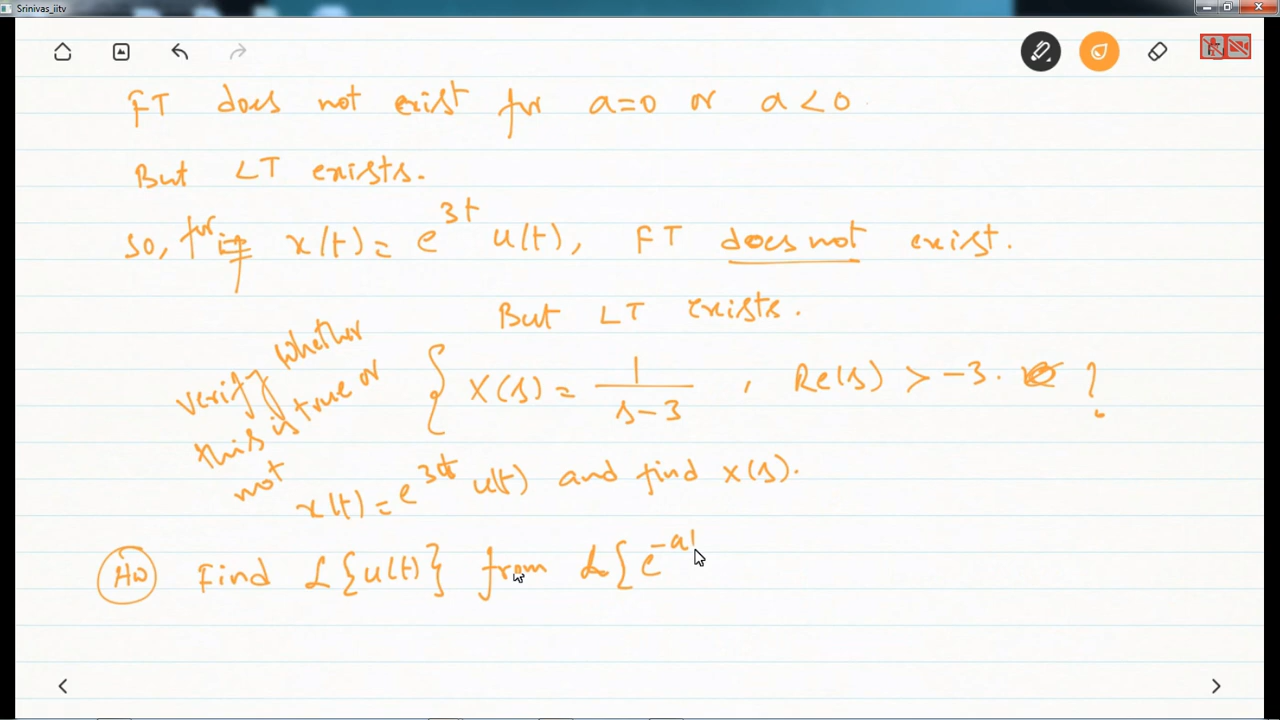 Srinivas_iitv
FT does not exist for a=0 or a<0
But LT exists.
so, for x(t)= e^{3t} u(t), FT does not exist.
But LT exists.
verify whether this is true or not
{ X(s)= 1/(s-3) , Re(s) > -3. ?
x(t)= e^{3t} u(t) and find X(s).
HW Find L{u(t)} from L{e^{-a